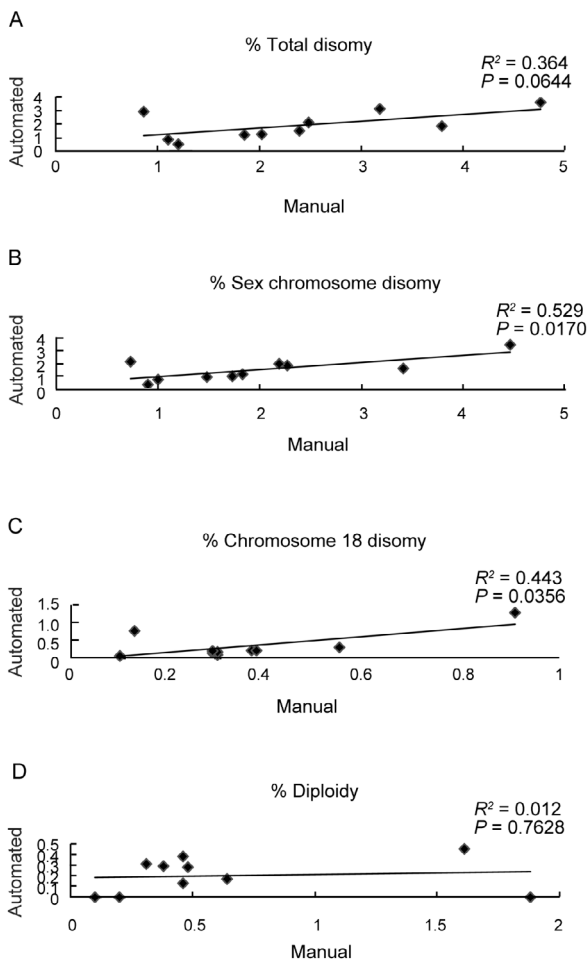 A
% Total disomy
R² = 0.364
P = 0.0644
Automated
4
3
2
1
0
0 1 2 3 4 5
Manual
B
% Sex chromosome disomy
R² = 0.529
P = 0.0170
Automated
4
3
2
1
0
0 1 2 3 4 5
Manual
C
% Chromosome 18 disomy
R² = 0.443
P = 0.0356
Automated
1.5
1.0
0.5
0
0 0.2 0.4 0.6 0.8 1
Manual
D
% Diploidy
R² = 0.012
P = 0.7628
Automated
0.5
0.4
0.3
0.2
0.1
0
0 0.5 1 1.5 2
Manual